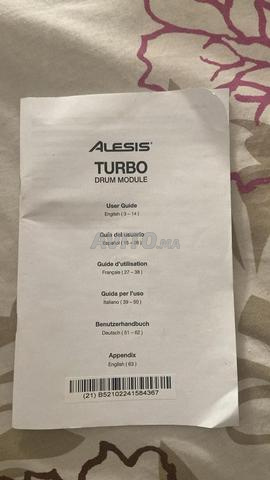 ALESIS®
TURBO
DRUM MODULE
User Guide
English ( 3 – 14 )
Guía del usuario
Español ( 15 – 26 )
Guide d'utilisation
Français ( 27 – 38 )
Guida per l'uso
Italiano ( 39 – 50 )
Benutzerhandbuch
Deutsch ( 51 – 62 )
Appendix
English ( 63 )
(21) B52102241584367